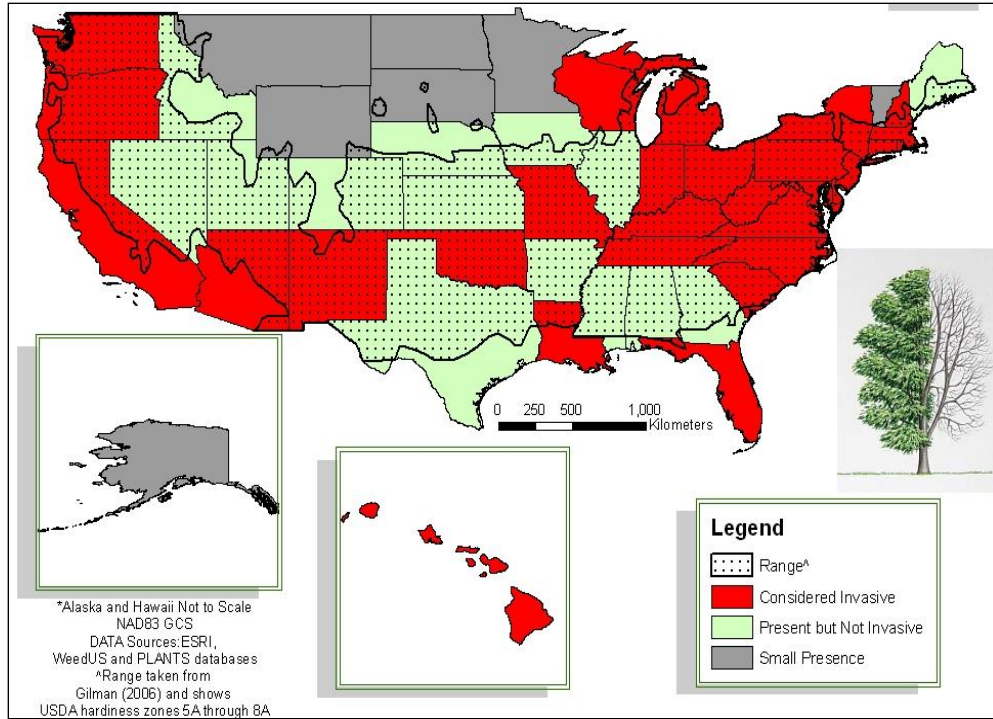 0 250 500 1,000
Kilometers
*Alaska and Hawaii Not to Scale
NAD83 GCS
DATA Sources:ESRI,
WeedUS and PLANTS databases
^Range taken from
Gilman (2006) and shows
USDA hardiness zones 5A through 8A
Legend
Range^
Considered Invasive
Present but Not Invasive
Small Presence